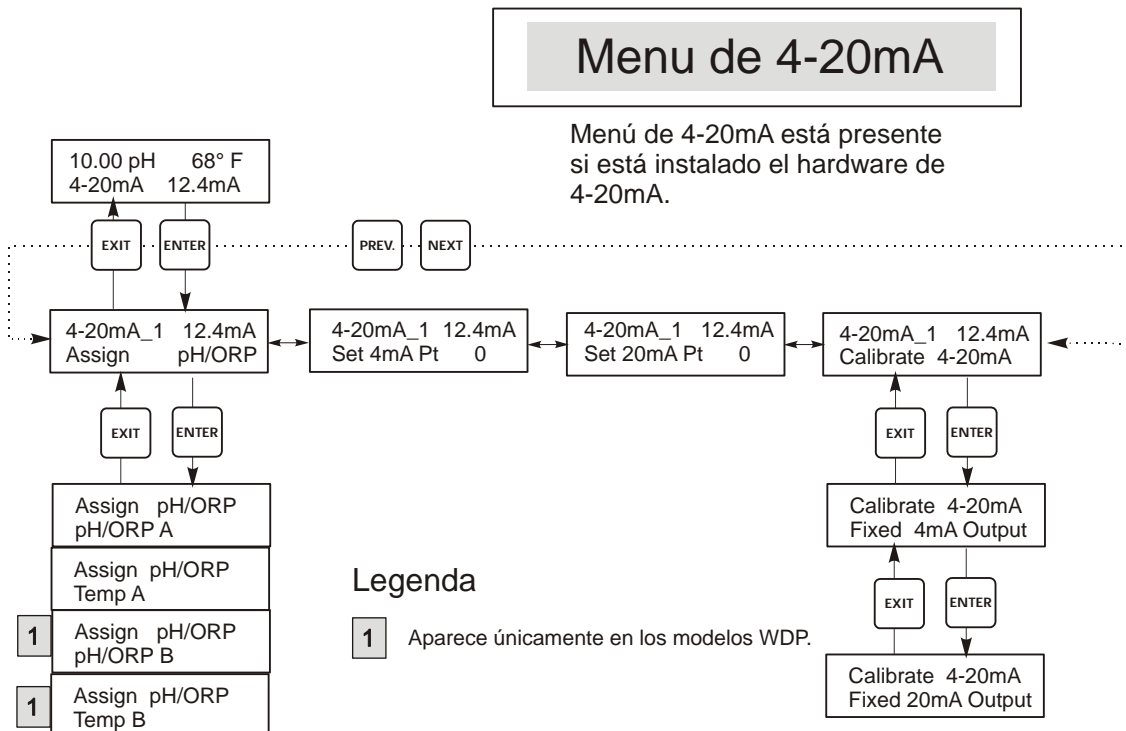 Menu de 4-20mA
Menú de 4-20mA está presente
si está instalado el hardware de
4-20mA.
10.00 pH 68° F
4-20mA 12.4mA
EXIT
ENTER
PREV.
NEXT
4-20mA_1 12.4mA
Assign pH/ORP
4-20mA_1 12.4mA
Set 4mA Pt 0
4-20mA_1 12.4mA
Set 20mA Pt 0
4-20mA_1 12.4mA
Calibrate 4-20mA
EXIT
ENTER
EXIT
ENTER
Assign pH/ORP
pH/ORP A
Assign pH/ORP
Temp A
1
Assign pH/ORP
pH/ORP B
1
Assign pH/ORP
Temp B
Legenda
1 Aparece únicamente en los modelos WDP.
Calibrate 4-20mA
Fixed 4mA Output
EXIT
ENTER
Calibrate 4-20mA
Fixed 20mA Output